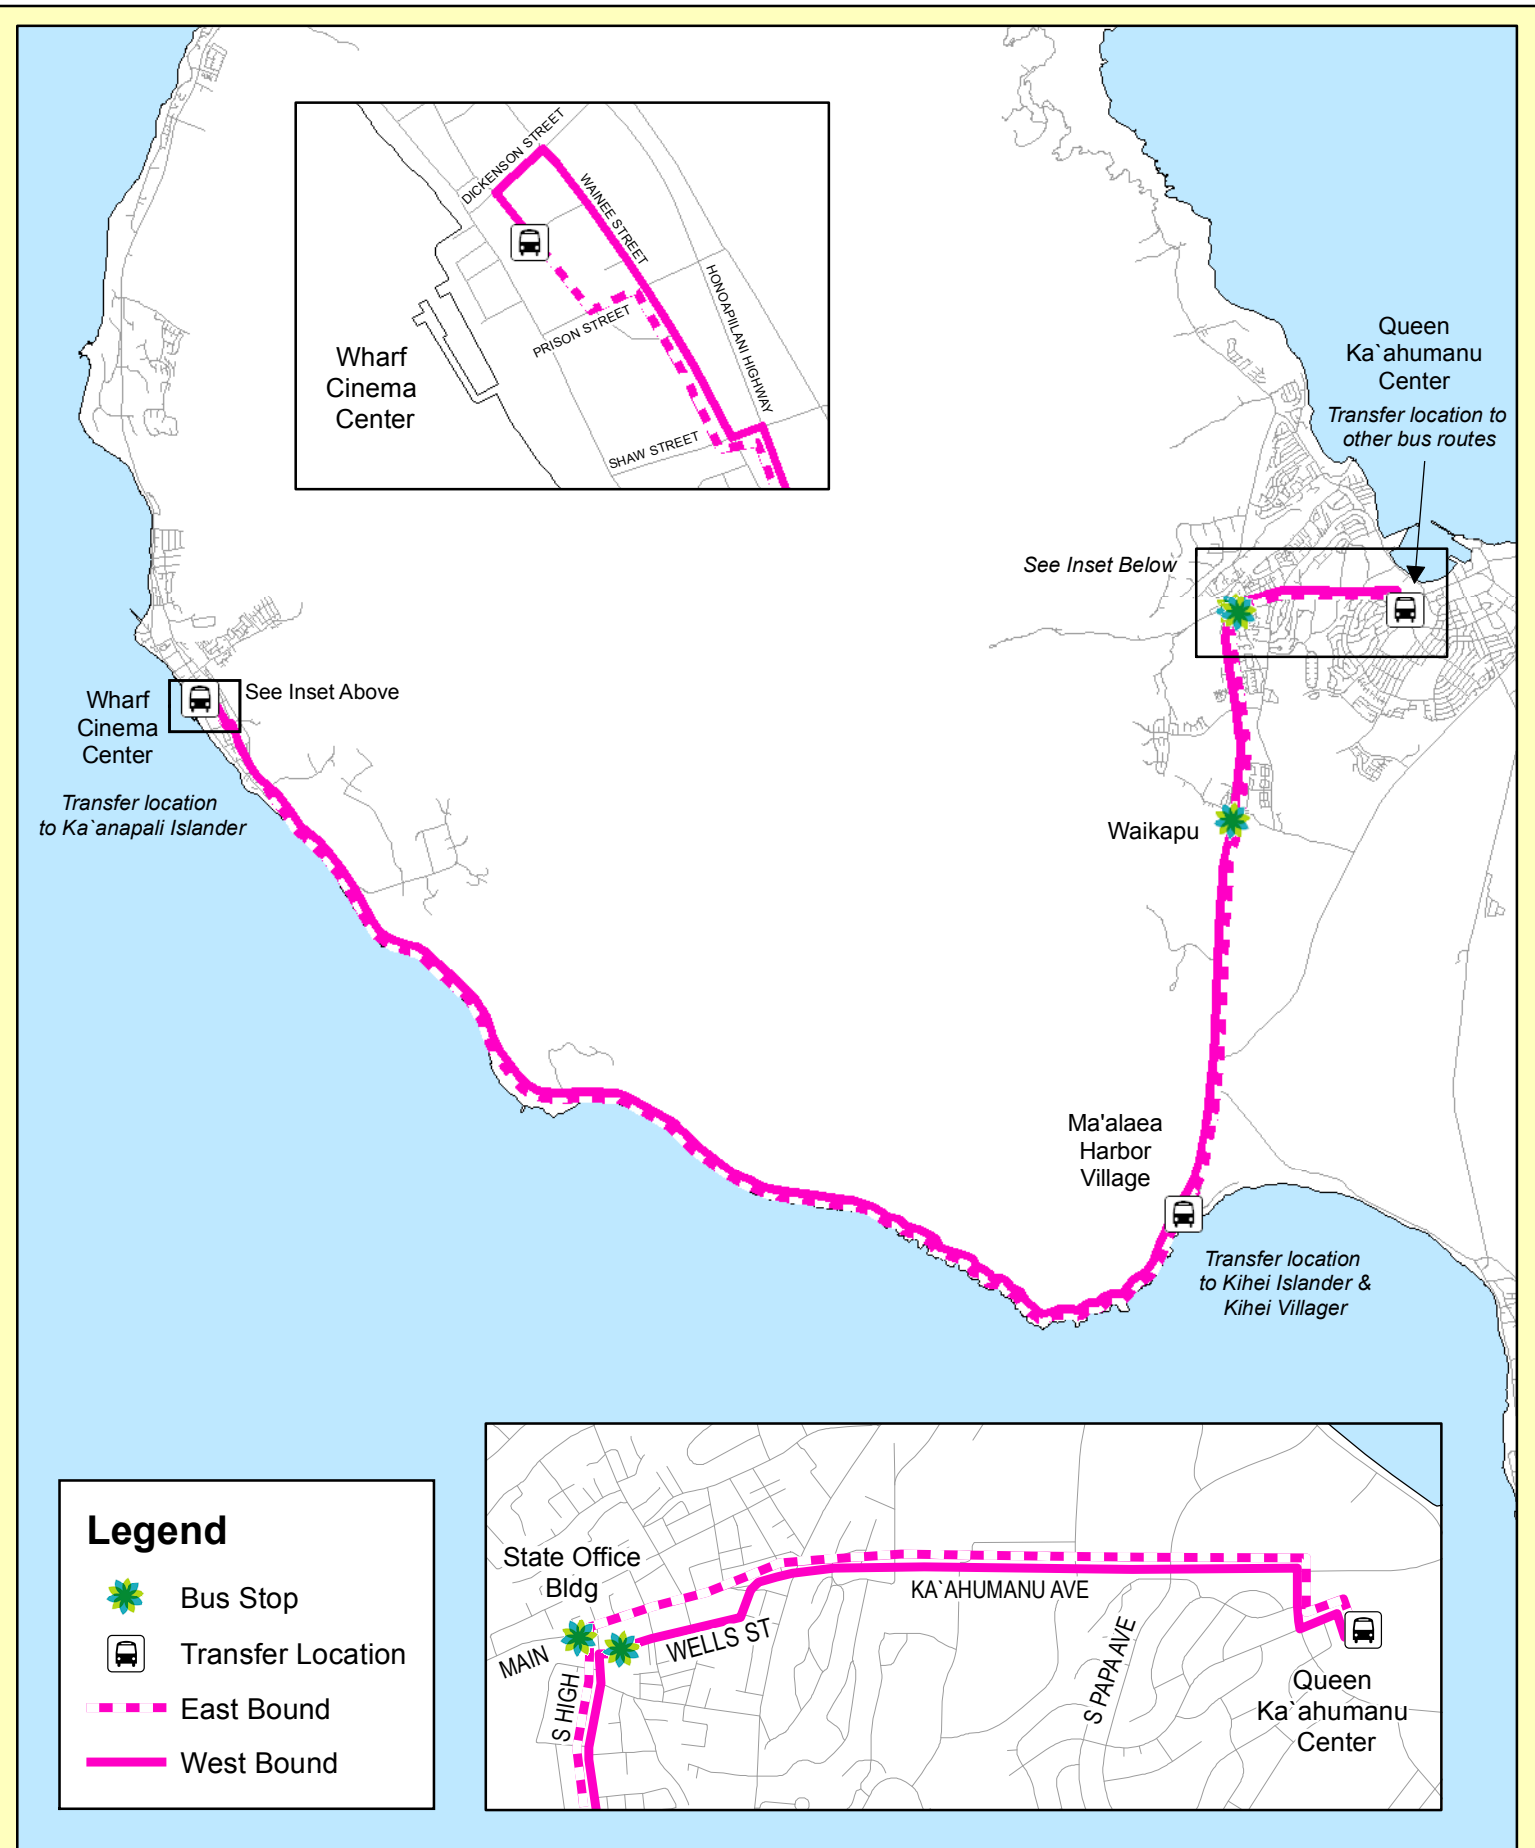 DICKENSON STREET
WAINEE STREET
HONOAPIILANI HIGHWAY
PRISON STREET
SHAW STREET
Wharf
Cinema
Center
Queen
Ka`ahumanu
Center
Transfer location to
other bus routes
See Inset Below
See Inset Above
Wharf
Cinema
Center
Transfer location
to Ka`anapali Islander
Waikapu
Ma'alaea
Harbor
Village
Transfer location
to Kihei Islander &
Kihei Villager
Legend
Bus Stop
Transfer Location
East Bound
West Bound
State Office
Bldg
MAIN
S HIGH
WELLS ST
KA`AHUMANU AVE
S PAPA AVE
Queen
Ka`ahumanu
Center